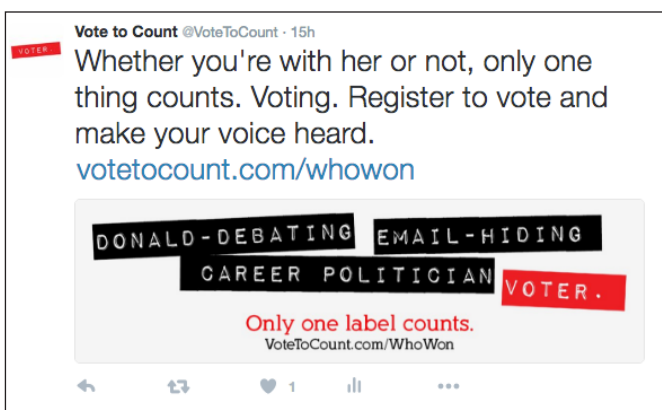 Vote to Count @VoteToCount · 15h
VOTER
Whether you're with her or not, only one
thing counts. Voting. Register to vote and
make your voice heard.
votetocount.com/whowon
DONALD-DEBATING EMAIL-HIDING
CAREER POLITICIAN VOTER.
Only one label counts.
VoteToCount.com/WhoWon
1